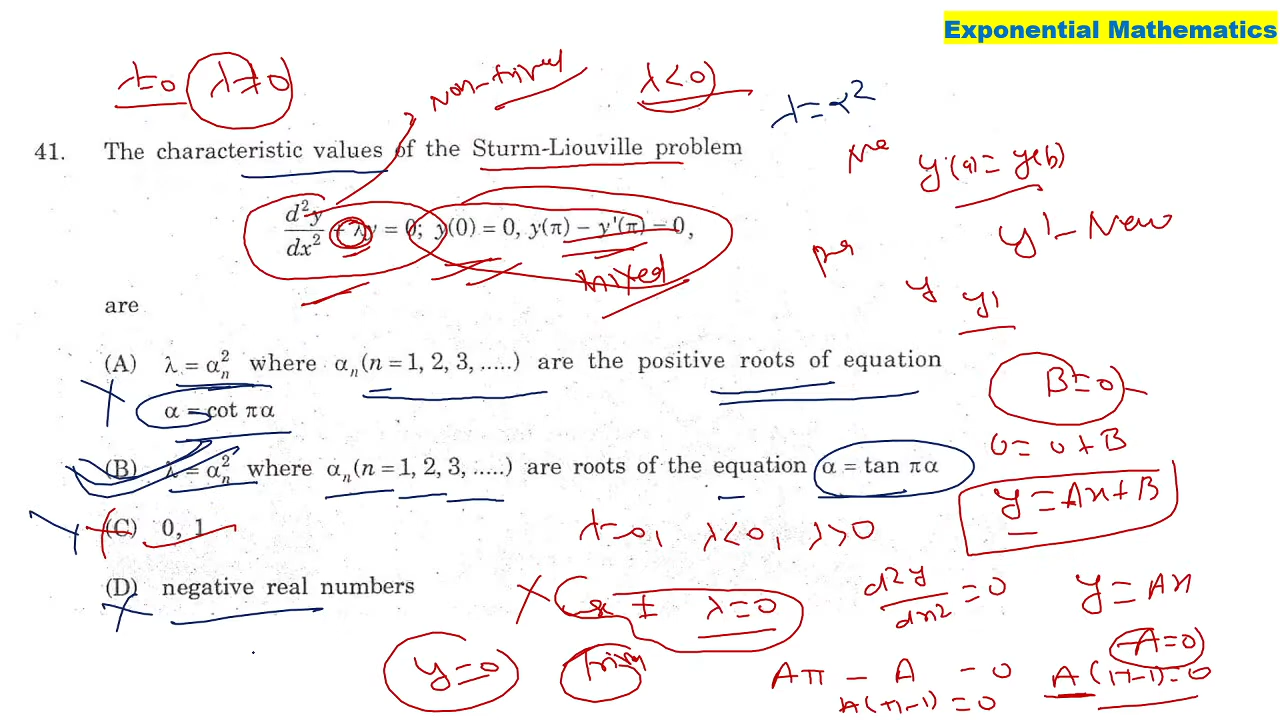 Exponential Mathematics
λ=0 λ≠0 non-trivial λ<0
λ=α²
41. The characteristic values of the Sturm-Liouville problem
y(a)=y(b)
d²y/dx² + λy = 0; y(0) = 0, y(π) − y'(π) = 0,
y' - New
mixed
y
y'
are
(A) λ = αₙ² where αₙ (n = 1, 2, 3, .....) are the positive roots of equation
α = cot πα
B=0
0=0+B
(B) λ = αₙ² where αₙ (n = 1, 2, 3, .....) are roots of the equation α = tan πα
y=Ax+B
(C) 0, 1
λ=0, λ<0, λ>0
(D) negative real numbers
Case I λ=0
d²y/dx² = 0
y=Ax
A=0
y=0
Aπ − A = 0
A(π-1)=0
A(π-1)=0